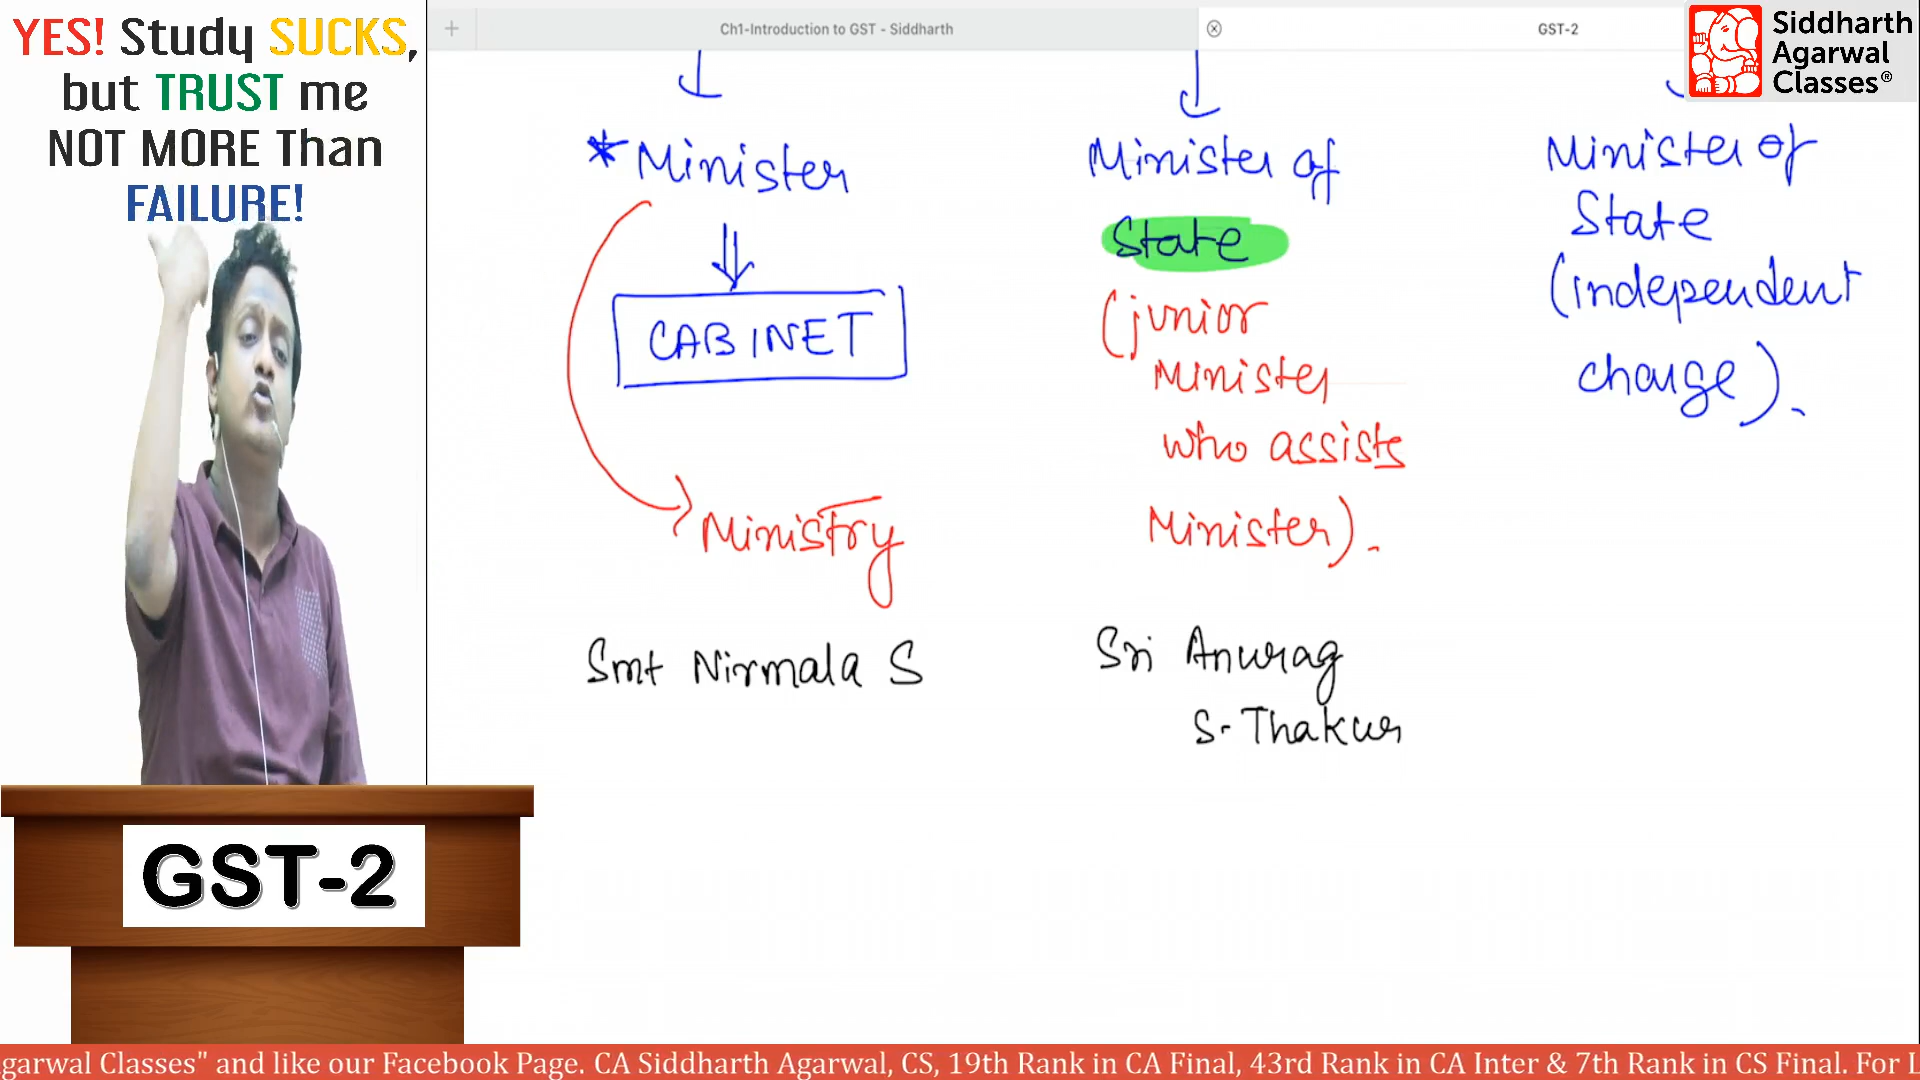 YES! Study SUCKS,
but TRUST me
NOT MORE Than
FAILURE!
Ch1-Introduction to GST - Siddharth
GST-2
Siddharth
Agarwal
Classes®
*Minister
CABINET
Ministry
Smt Nirmala S
Minister of
State
(junior
Minister
who assists
Minister).
Sri Anurag
S. Thakur
Minister of
State
(independent
charge).
GST-2
garwal Classes" and like our Facebook Page. CA Siddharth Agarwal, CS, 19th Rank in CA Final, 43rd Rank in CA Inter & 7th Rank in CS Final. For L